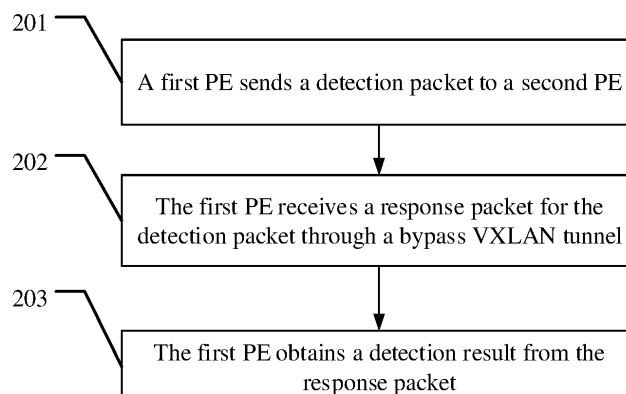 201
A first PE sends a detection packet to a second PE
202
The first PE receives a response packet for the
detection packet through a bypass VXLAN tunnel
203
The first PE obtains a detection result from the
response packet